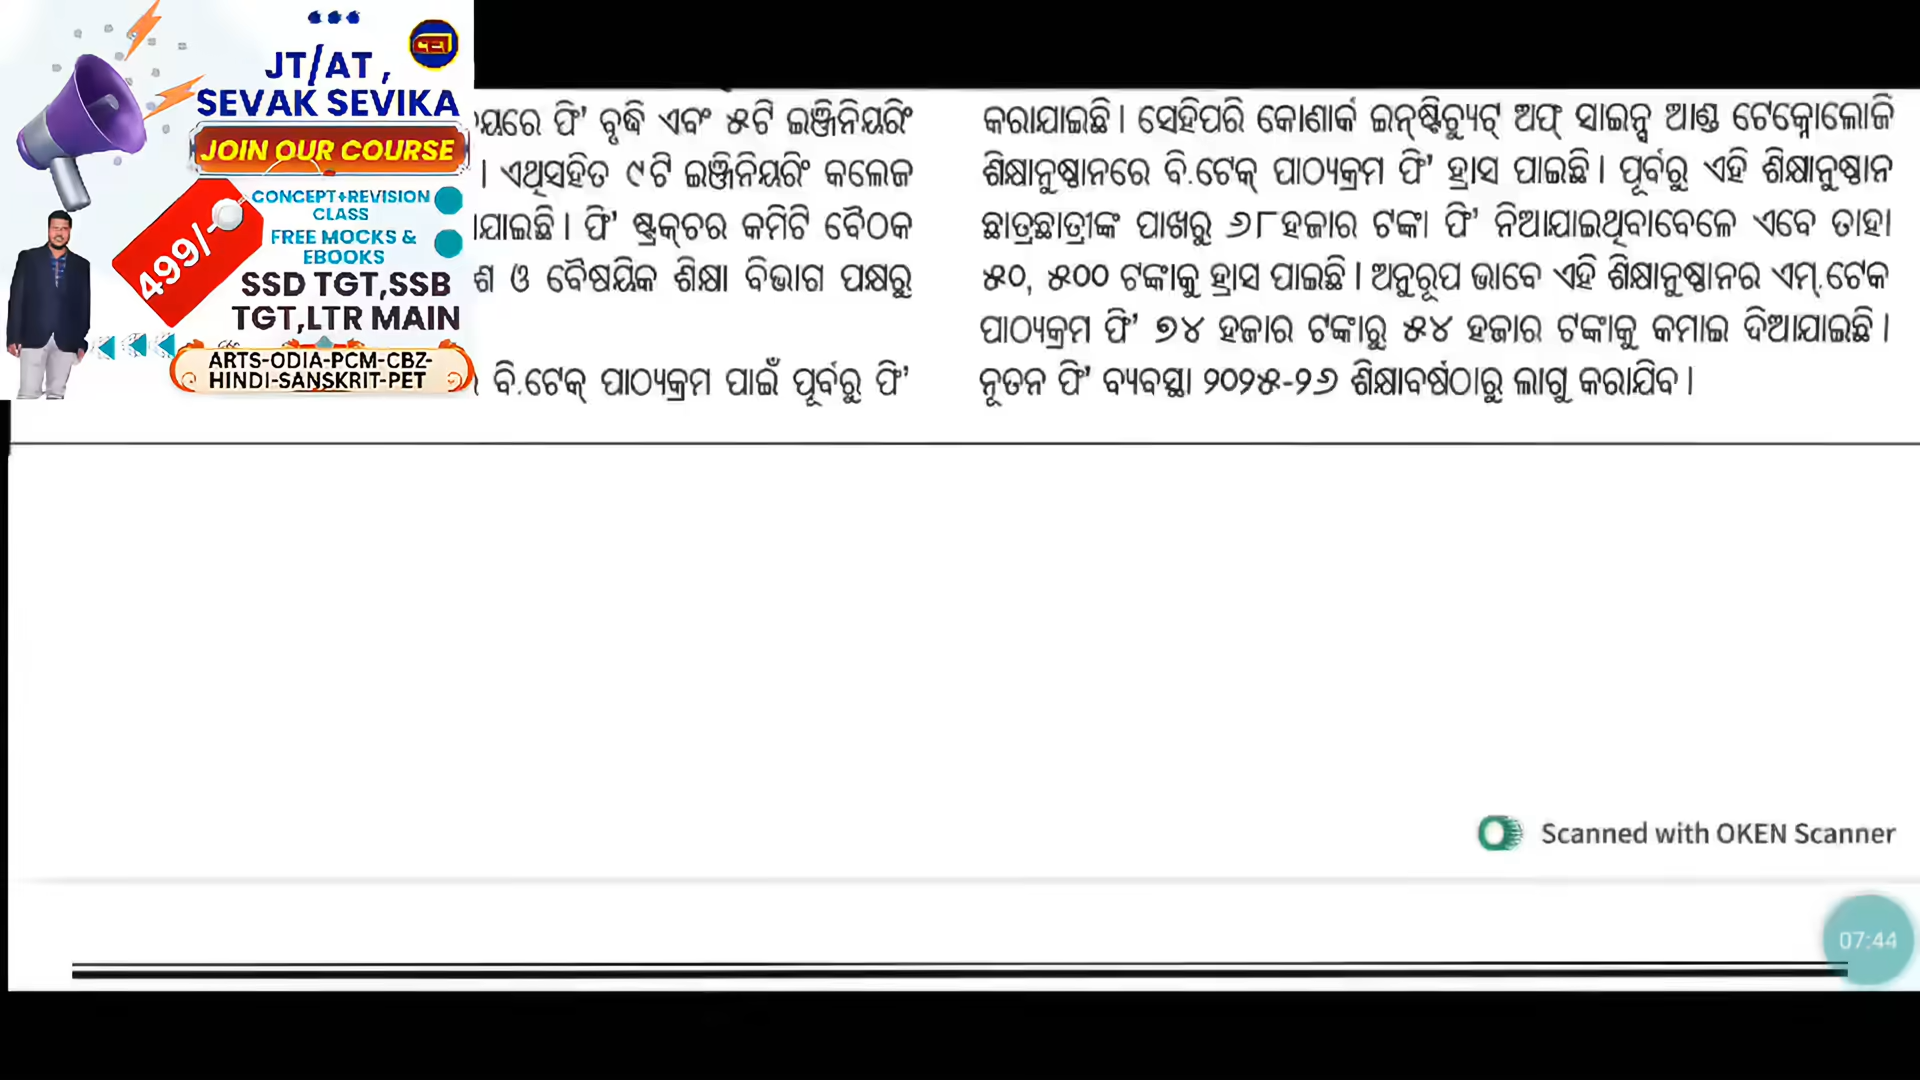 JT/AT ,
SEVAK SEVIKA
JOIN OUR COURSE
CONCEPT+REVISION
CLASS
FREE MOCKS &
EBOOKS
499/-
SSD TGT,SSB
TGT,LTR MAIN
ARTS-ODIA-PCM-CBZ-
HINDI-SANSKRIT-PET
CEI
ଫି' ବୃଦ୍ଧି ଏବଂ ୫ଟି ଇଞ୍ଜିନିୟରିଂ
। ଏଥିସହିତ ୯ଟି ଇଞ୍ଜିନିୟରିଂ କଲେଜ
। ଫି' ଷ୍ଟ୍ରକ୍‌ଚର କମିଟି ବୈଠକ
ଓ ବୈଷୟିକ ଶିକ୍ଷା ବିଭାଗ ପକ୍ଷରୁ
ବି.ଟେକ୍ ପାଠ୍ୟକ୍ରମ ପାଇଁ ପୂର୍ବରୁ ଫି'
କରାଯାଇଛି। ସେହିପରି କୋଣାର୍କ ଇନ୍‌ଷ୍ଟିଚ୍ୟୁଟ୍ ଅଫ୍ ସାଇନ୍ସ ଆଣ୍ଡ ଟେକ୍ନୋଲୋଜି
ଶିକ୍ଷାନୁଷ୍ଠାନରେ ବି.ଟେକ୍ ପାଠ୍ୟକ୍ରମ ଫି' ହ୍ରାସ ପାଇଛି। ପୂର୍ବରୁ ଏହି ଶିକ୍ଷାନୁଷ୍ଠାନ
ଛାତ୍ରଛାତ୍ରୀଙ୍କ ପାଖରୁ ୬୮ହଜାର ଟଙ୍କା ଫି' ନିଆଯାଇଥିବାବେଳେ ଏବେ ତାହା
୫୦, ୫୦୦ ଟଙ୍କାକୁ ହ୍ରାସ ପାଇଛି। ଅନୁରୂପ ଭାବେ ଏହି ଶିକ୍ଷାନୁଷ୍ଠାନର ଏମ୍.ଟେକ
ପାଠ୍ୟକ୍ରମ ଫି' ୭୪ ହଜାର ଟଙ୍କାରୁ ୫୪ ହଜାର ଟଙ୍କାକୁ କମାଇ ଦିଆଯାଇଛି।
ନୂତନ ଫି' ବ୍ୟବସ୍ଥା ୨୦୨୫-୨୬ ଶିକ୍ଷାବର୍ଷଠାରୁ ଲାଗୁ କରାଯିବ।
Scanned with OKEN Scanner
07:44